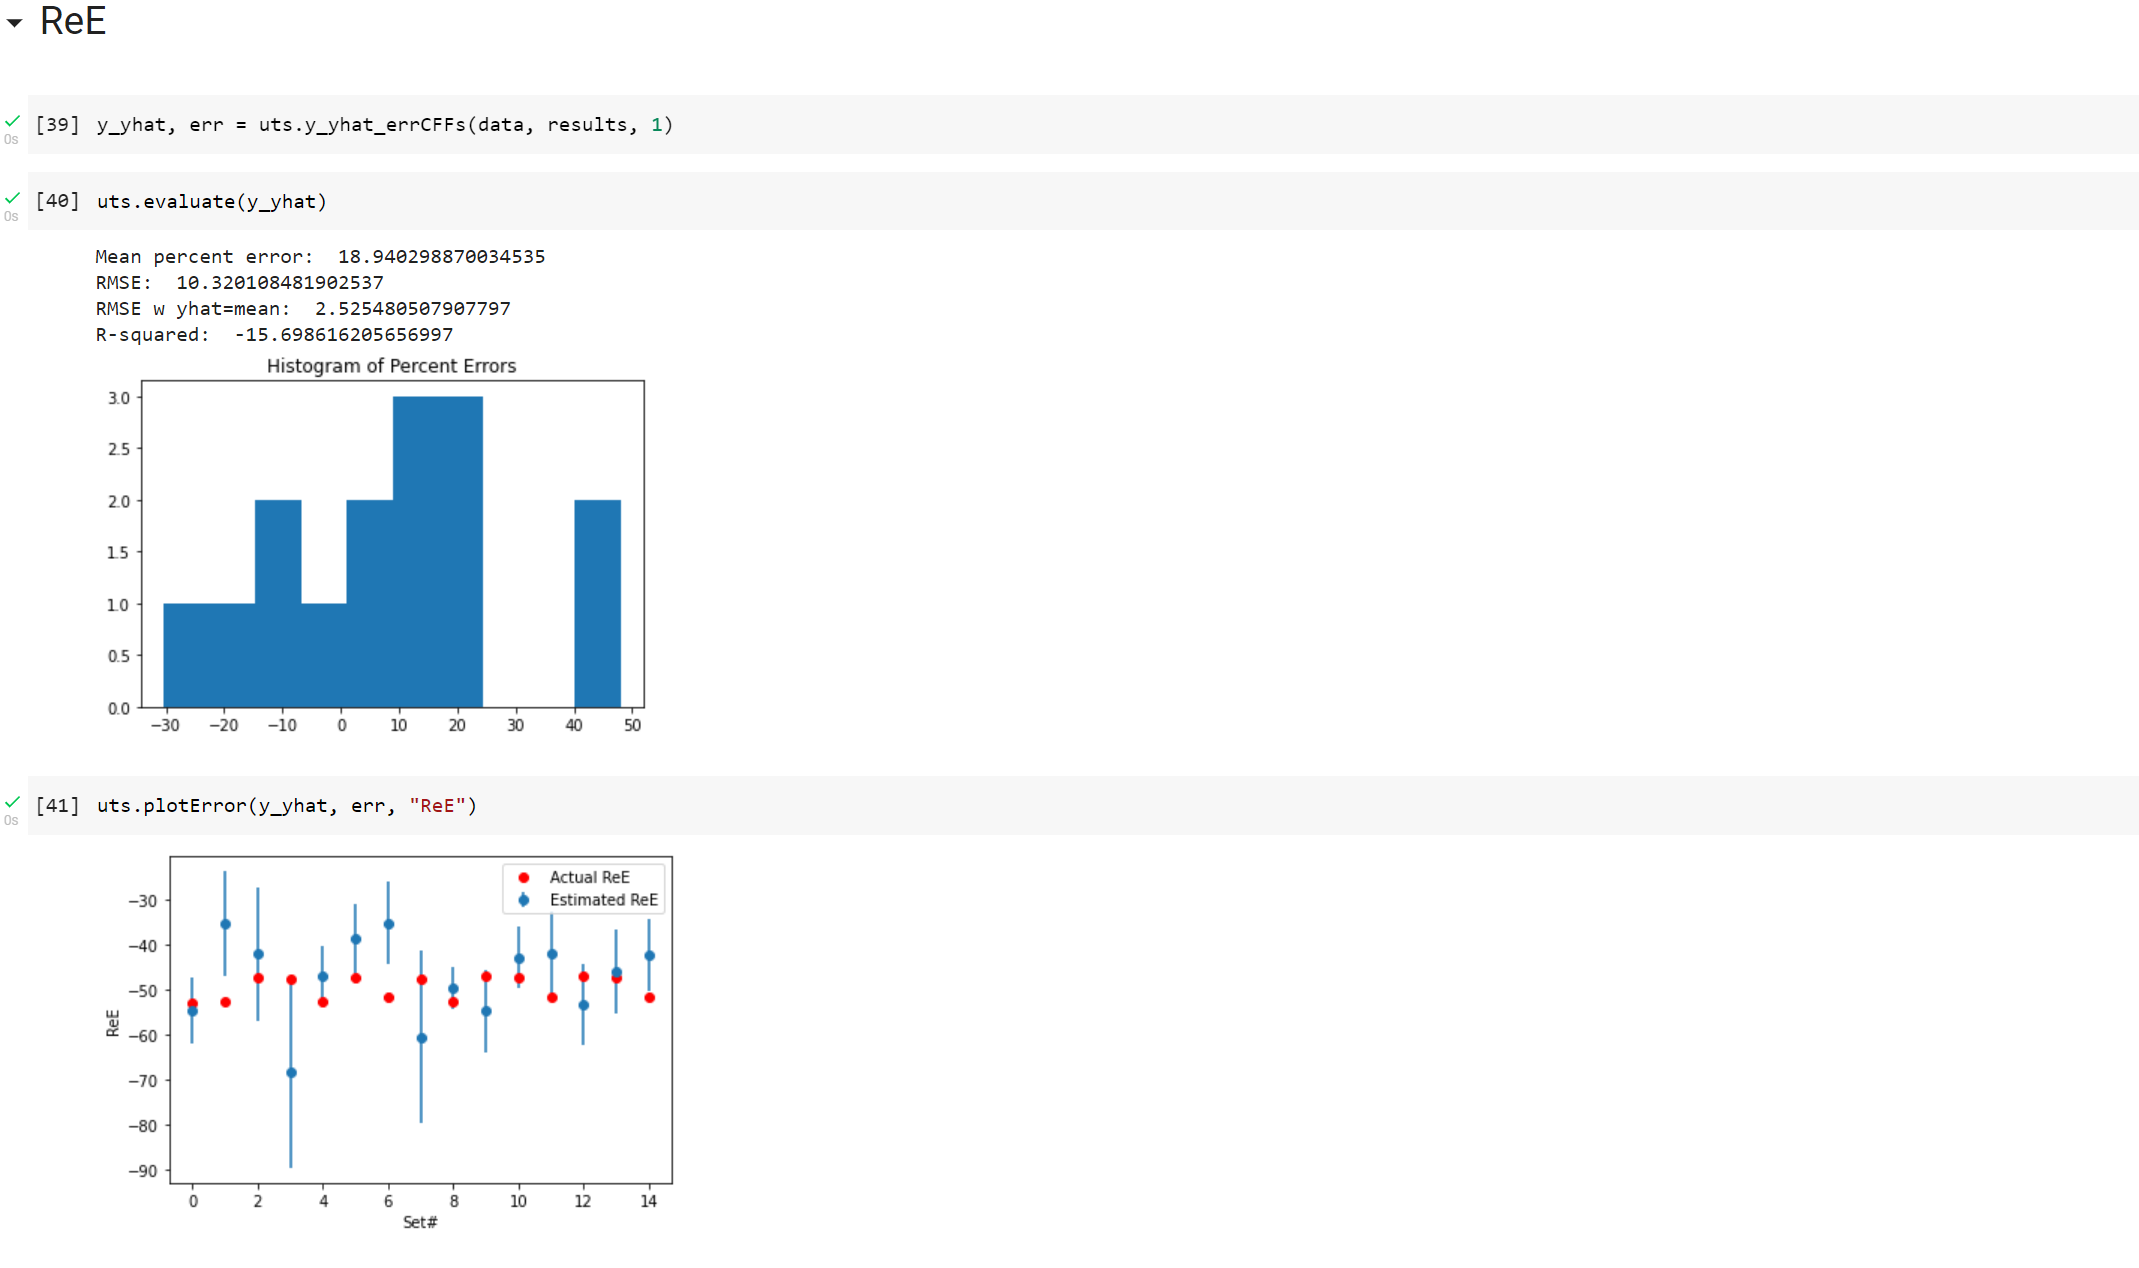 ReE
[39] y_yhat, err = uts.y_yhat_errCFFs(data, results, 1)
0s
[40] uts.evaluate(y_yhat)
0s
Mean percent error:  18.940298870034535
RMSE:  10.320108481902537
RMSE w yhat=mean:  2.525480507907797
R-squared:  -15.698616205656997
Histogram of Percent Errors
3.0
2.5
2.0
1.5
1.0
0.5
0.0
−30 −20 −10 0 10 20 30 40 50
[41] uts.plotError(y_yhat, err, "ReE")
0s
Actual ReE
Estimated ReE
−30
−40
−50
−60
−70
−80
−90
ReE
0 2 4 6 8 10 12 14
Set#